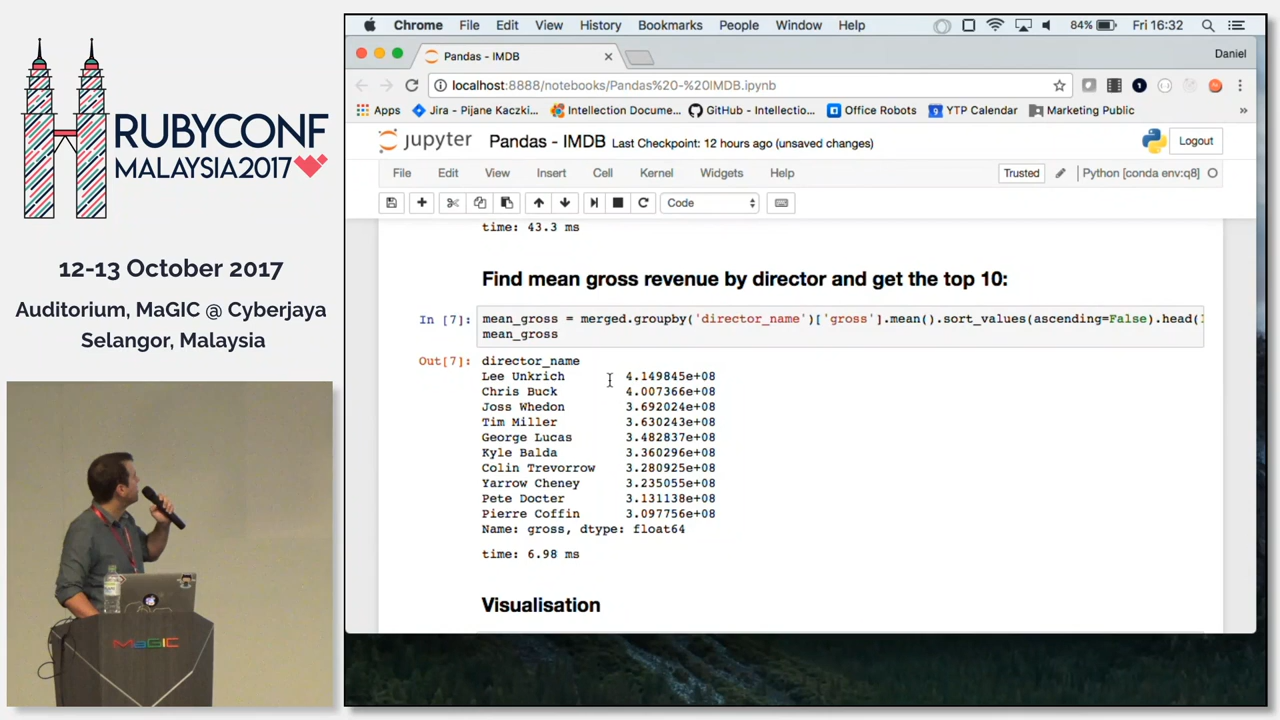 RUBYCONF
MALAYSIA2017
12-13 October 2017
Auditorium, MaGIC @ Cyberjaya
Selangor, Malaysia
MaGIC
Chrome File Edit View History Bookmarks People Window Help 84% Fri 16:32
Pandas - IMDB Daniel
localhost:8888/notebooks/Pandas%20-%20IMDB.ipynb
Apps Jira - Pijane Kaczki... Intellection Docume... GitHub - Intellectio... Office Robots YTP Calendar Marketing Public »
jupyter Pandas - IMDB Last Checkpoint: 12 hours ago (unsaved changes) Logout
File Edit View Insert Cell Kernel Widgets Help Trusted Python [conda env:q8]
Code
time: 43.3 ms
Find mean gross revenue by director and get the top 10:
In [7]: mean_gross = merged.groupby('director_name')['gross'].mean().sort_values(ascending=False).head(
mean_gross
Out[7]: director_name
Lee Unkrich 4.149845e+08
Chris Buck 4.007366e+08
Joss Whedon 3.692024e+08
Tim Miller 3.630243e+08
George Lucas 3.482837e+08
Kyle Balda 3.360296e+08
Colin Trevorrow 3.280925e+08
Yarrow Cheney 3.235055e+08
Pete Docter 3.131138e+08
Pierre Coffin 3.097756e+08
Name: gross, dtype: float64
time: 6.98 ms
Visualisation